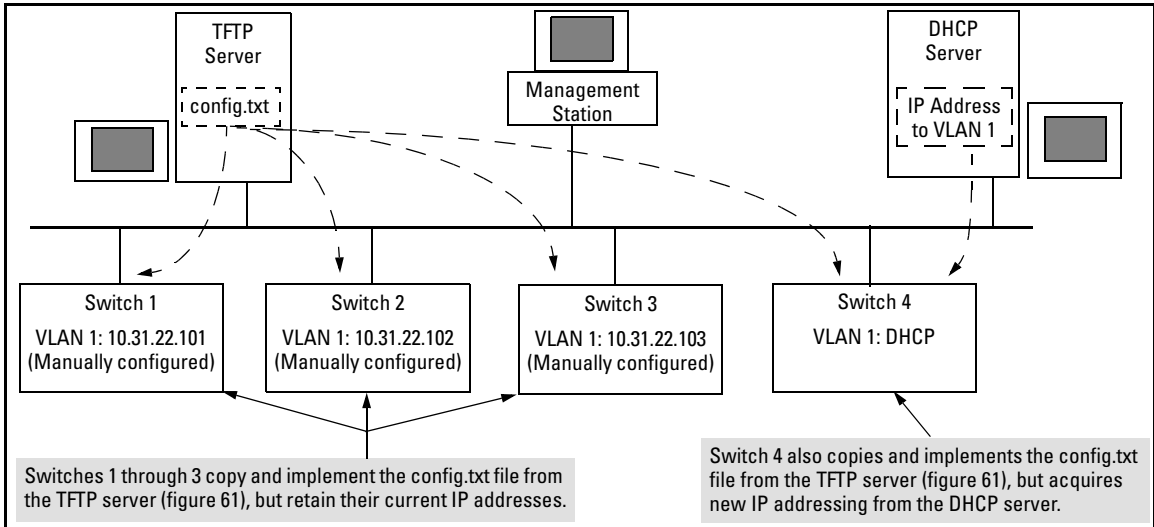 TFTP
Server
config.txt
Management
Station
DHCP
Server
IP Address
to VLAN 1
Switch 1
VLAN 1: 10.31.22.101
(Manually configured)
Switch 2
VLAN 1: 10.31.22.102
(Manually configured)
Switch 3
VLAN 1: 10.31.22.103
(Manually configured)
Switch 4
VLAN 1: DHCP
Switches 1 through 3 copy and implement the config.txt file from
the TFTP server (figure 61), but retain their current IP addresses.
Switch 4 also copies and implements the config.txt
file from the TFTP server (figure 61), but acquires
new IP addressing from the DHCP server.